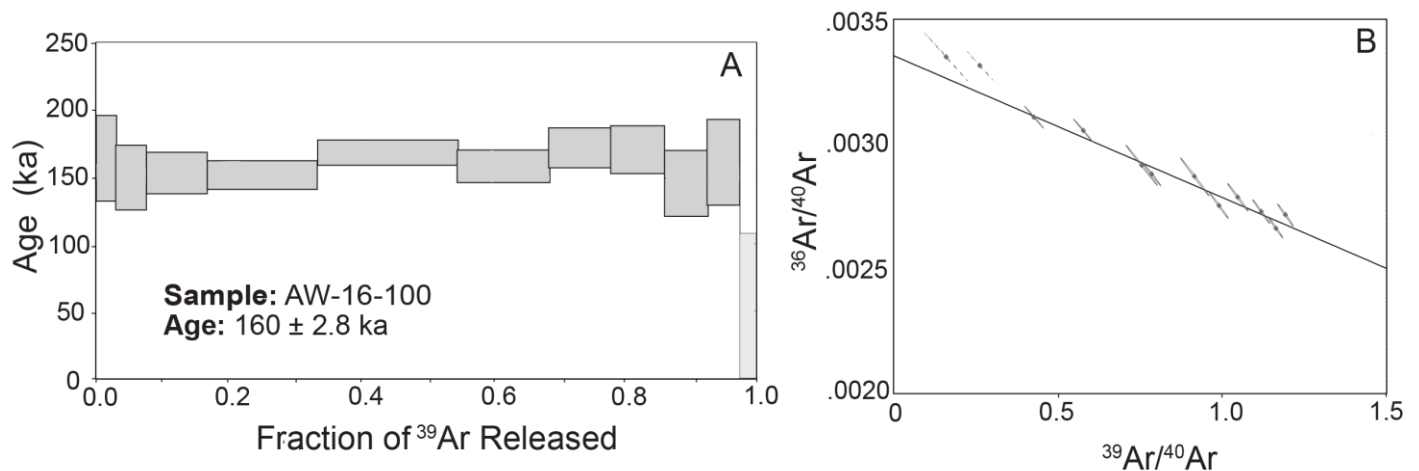 A
250
200
150
100
50
0
Age (ka)
Sample: AW-16-100
Age: 160 ± 2.8 ka
0.0 0.2 0.4 0.6 0.8 1.0
Fraction of ³⁹Ar Released
B
.0035
.0030
.0025
.0020
³⁶Ar/⁴⁰Ar
0 0.5 1.0 1.5
³⁹Ar/⁴⁰Ar